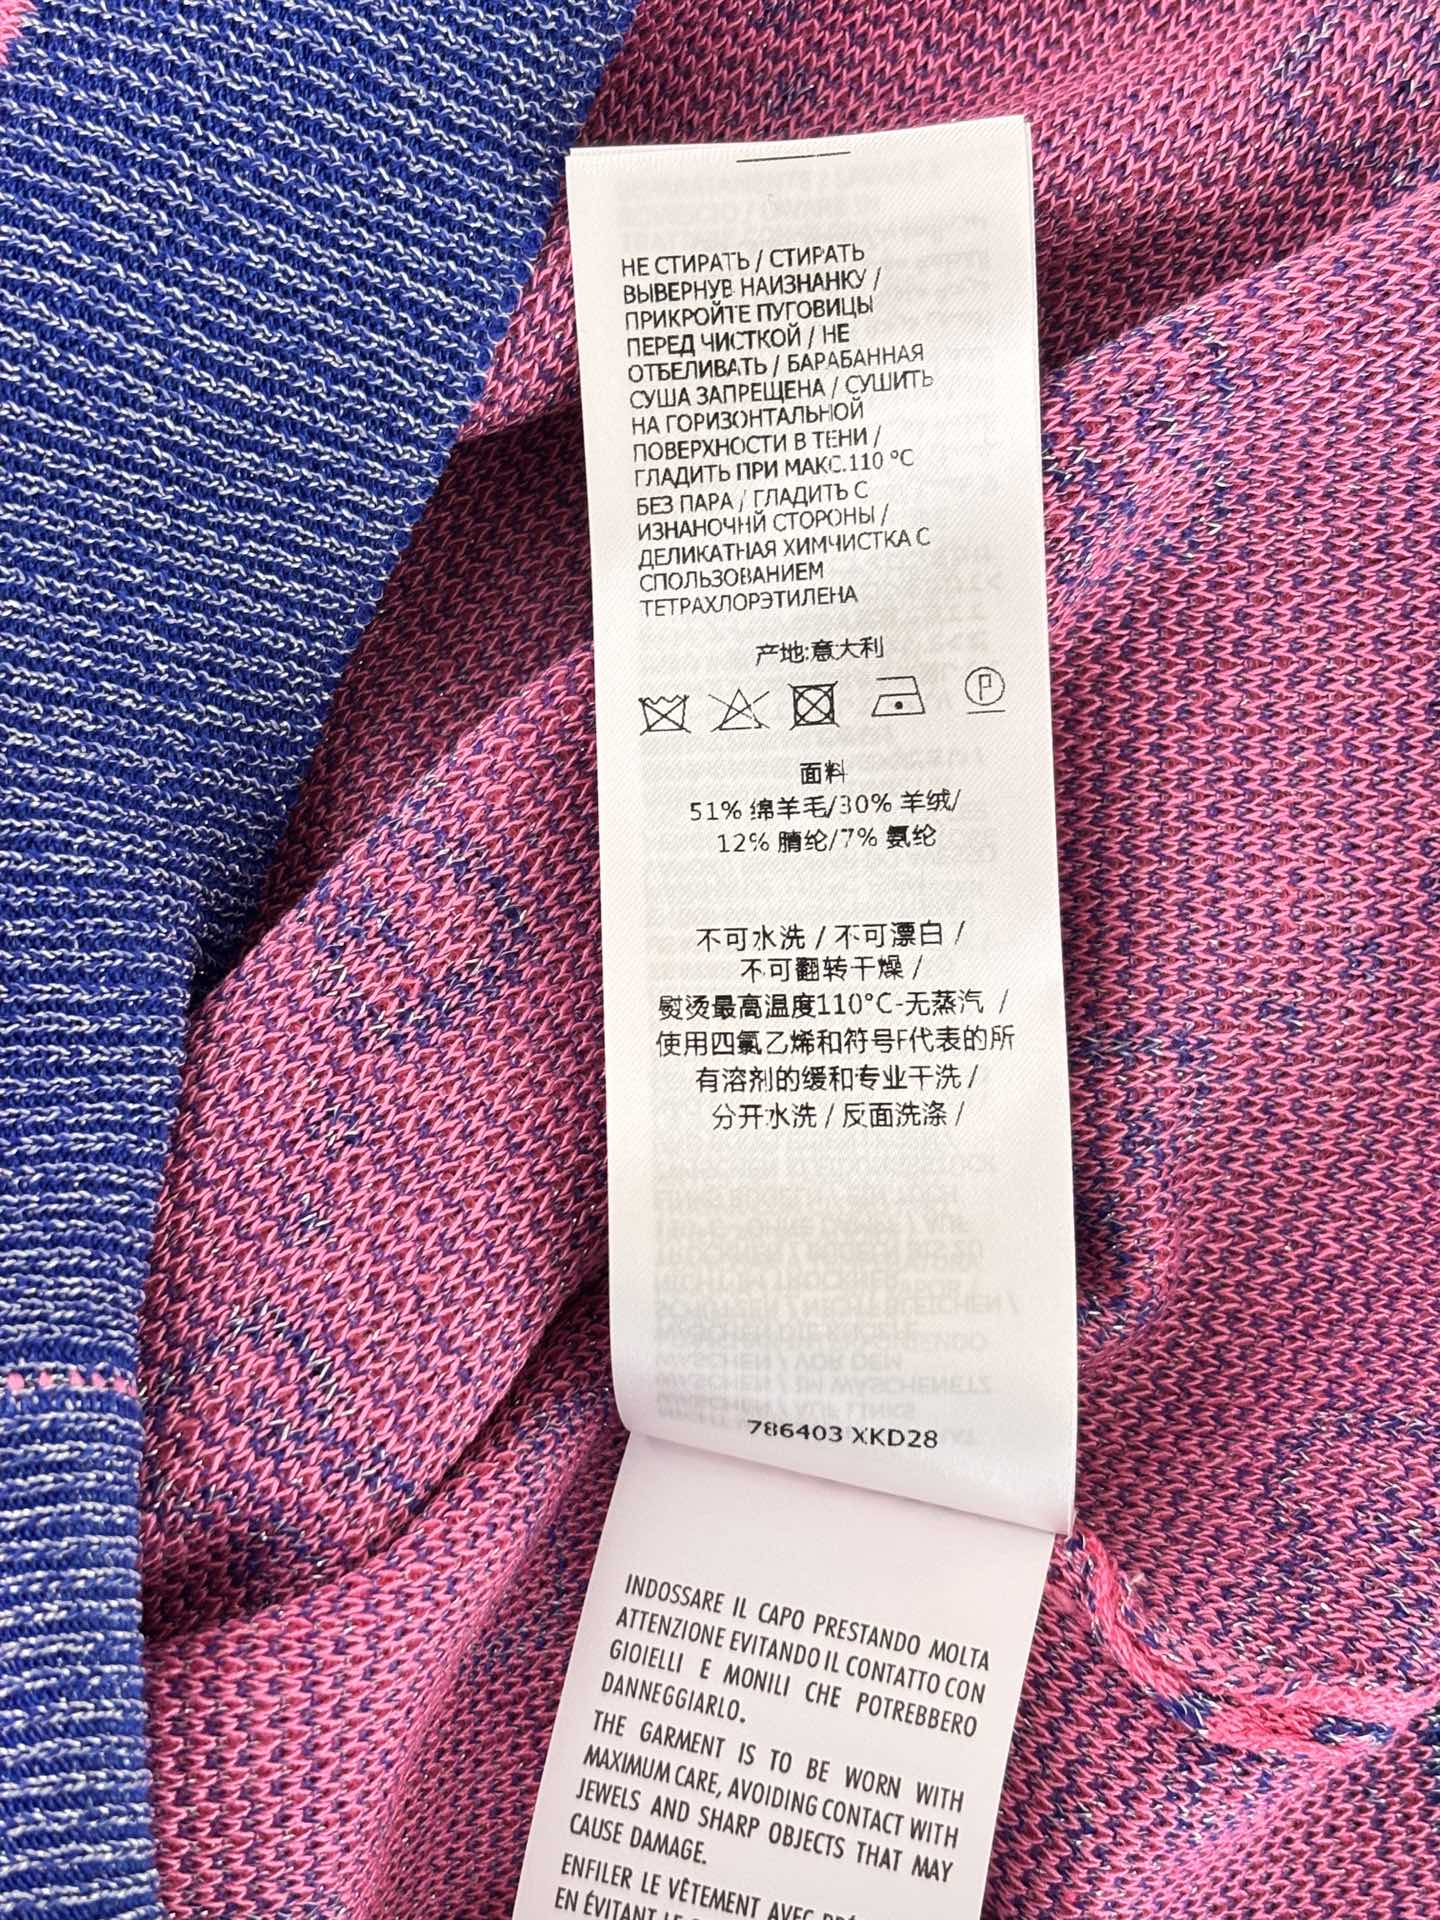 НЕ СТИРАТЬ / СТИРАТЬ
ВЫВЕРНУВ НАИЗНАНКУ /
ПРИКРОЙТЕ ПУГОВИЦЫ
ПЕРЕД ЧИСТКОЙ / НЕ
ОТБЕЛИВАТЬ / БАРАБАННАЯ
СУША ЗАПРЕЩЕНА / СУШИТЬ
НА ГОРИЗОНТАЛЬНОЙ
ПОВЕРХНОСТИ В ТЕНИ /
ГЛАДИТЬ ПРИ МАКС.110 °C
БЕЗ ПАРА / ГЛАДИТЬ С
ИЗНАНОЧНЙ СТОРОНЫ /
ДЕЛИКАТНАЯ ХИМЧИСТКА С
СПОЛЬЗОВАНИЕМ
ТЕТРАХЛОРЭТИЛЕНА
产地:意大利
P
面料
51% 绵羊毛/30% 羊绒/
12% 腈纶/7% 氨纶
不可水洗 / 不可漂白 /
不可翻转干燥 /
熨烫最高温度110°C-无蒸汽 /
使用四氯乙烯和符号F代表的所
有溶剂的缓和专业干洗 /
分开水洗 / 反面洗涤 /
786403 XKD28
INDOSSARE IL CAPO PRESTANDO MOLTA
ATTENZIONE EVITANDO IL CONTATTO CON
GIOIELLI E MONILI CHE POTREBBERO
DANNEGGIARLO.
THE GARMENT IS TO BE WORN WITH
MAXIMUM CARE, AVOIDING CONTACT WITH
JEWELS AND SHARP OBJECTS THAT MAY
CAUSE DAMAGE.
ENFILER LE VÊTEMENT AVEC
EN ÉVITANT